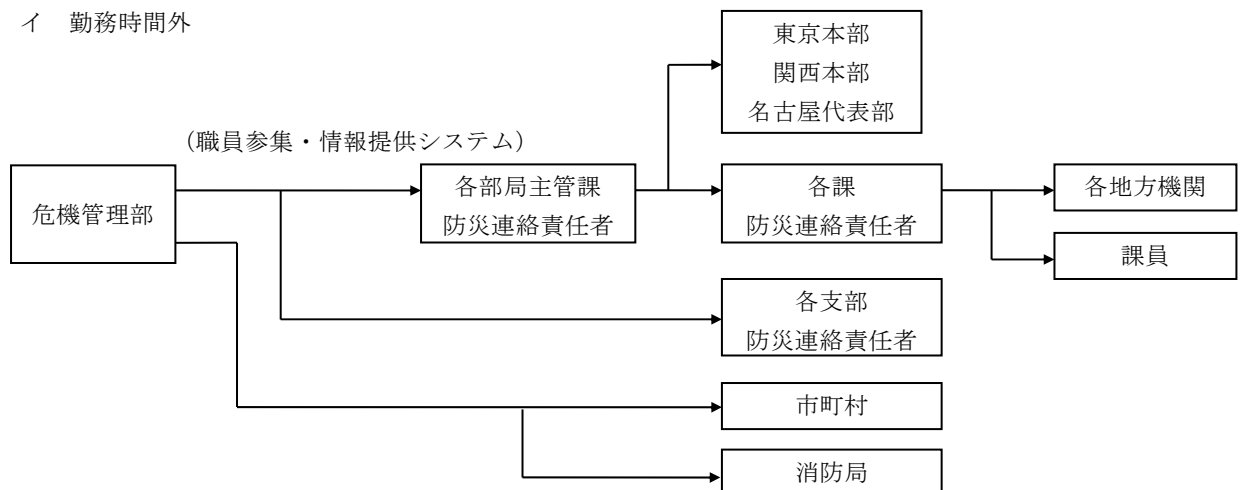 イ 勤務時間外
東京本部
関西本部
名古屋代表部
（職員参集・情報提供システム）
危機管理部
各部局主管課
防災連絡責任者
各課
防災連絡責任者
各地方機関
課員
各支部
防災連絡責任者
市町村
消防局